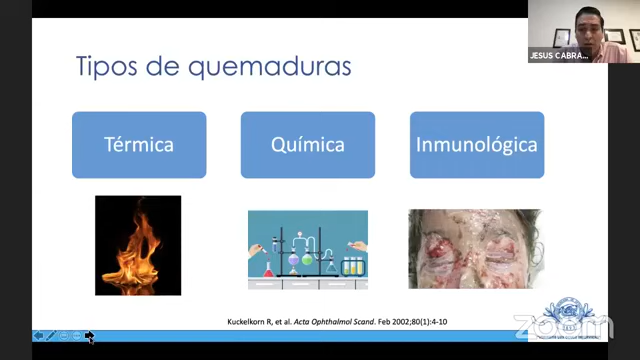 JESUS CABRA...
Tipos de quemaduras
Térmica
Química
Inmunológica
Kuckelkorn R, et al. Acta Ophthalmol Scand. Feb 2002;80(1):4-10
zoom